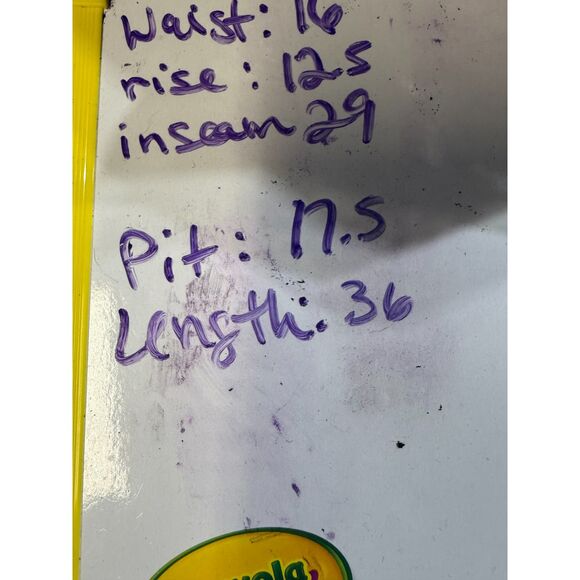 Waist: 16
rise: 12.5
inseam 29
Pit: 17.5
Length: 36